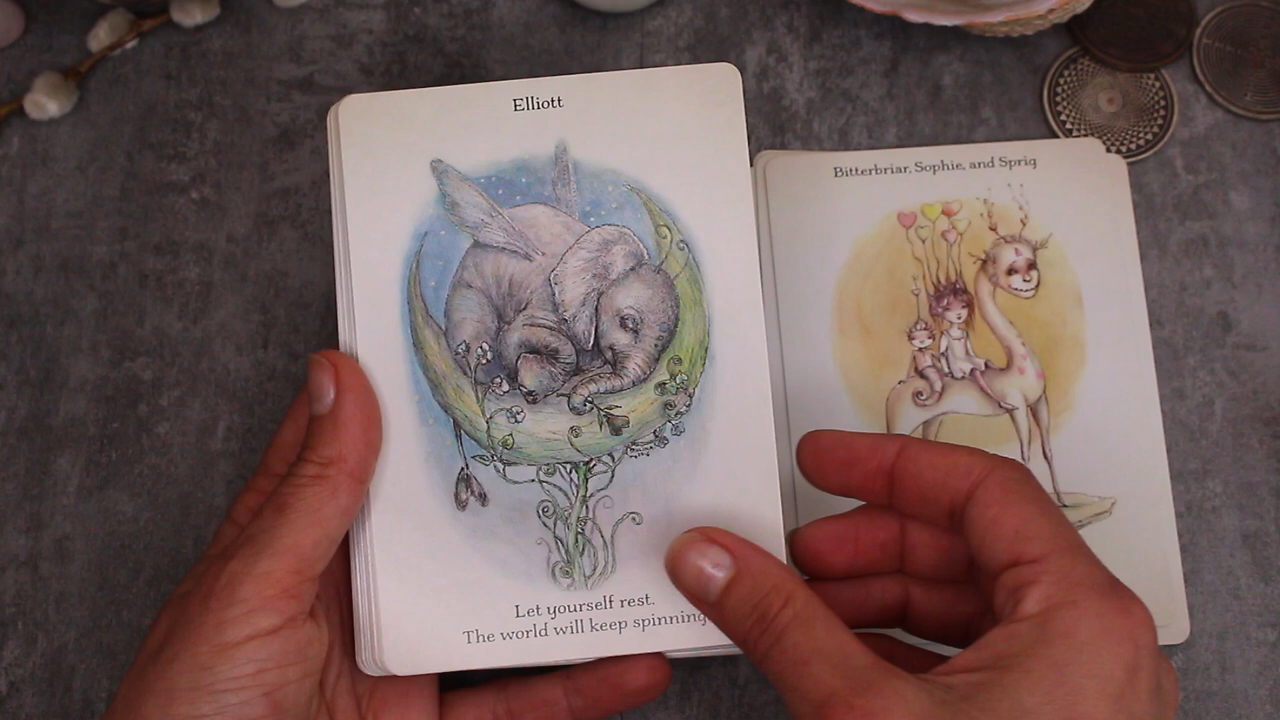 Elliott
Let yourself rest.
The world will keep spinning.
Bitterbriar, Sophie, and Sprig